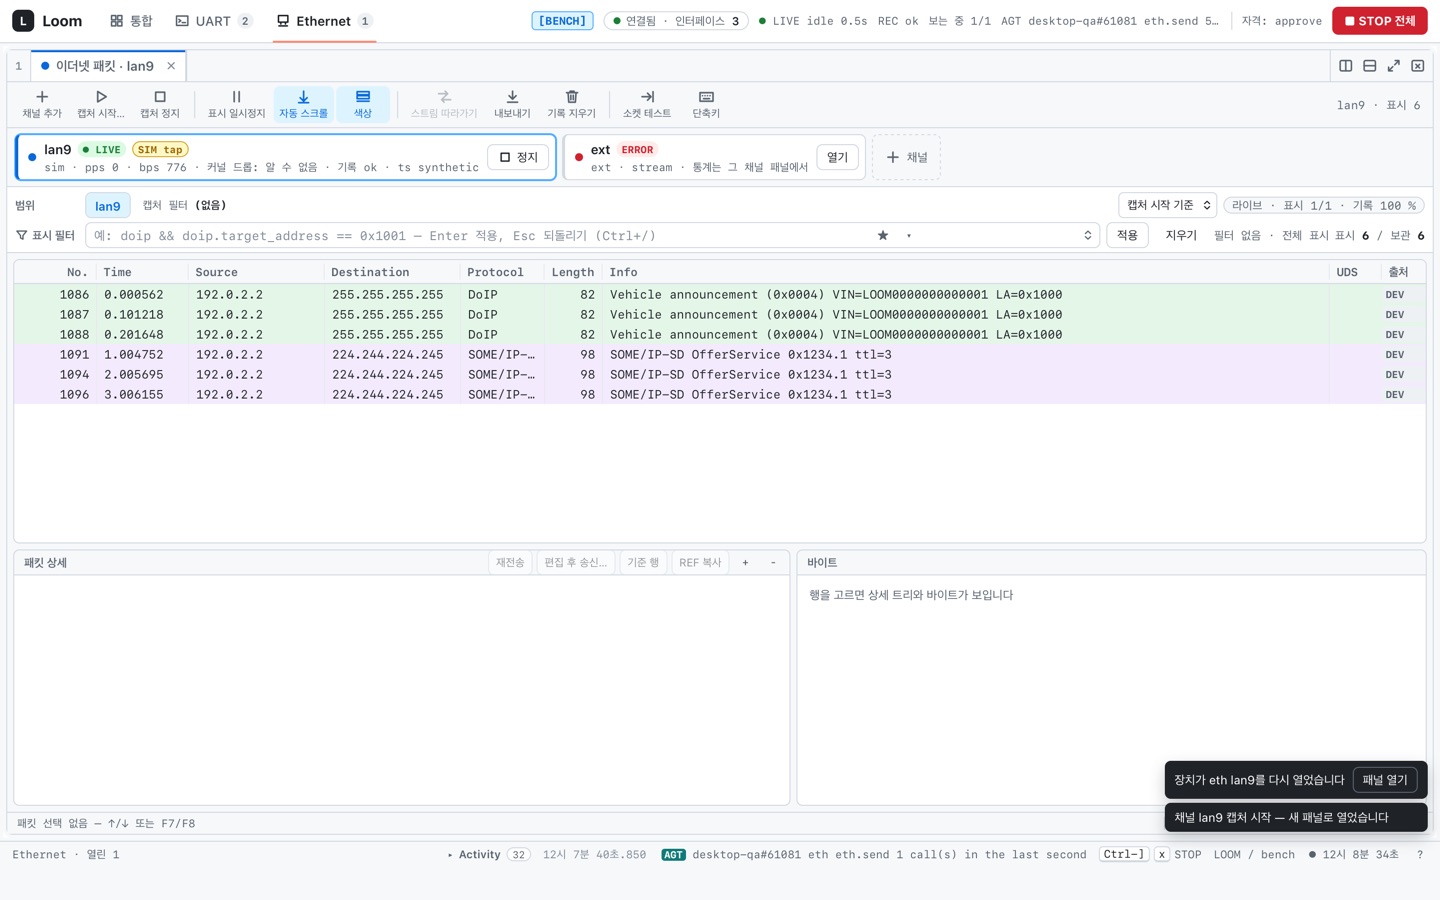 L Loom 통합 UART 2 Ethernet 1 [BENCH] 연결됨 · 인터페이스 3 LIVE idle 0.5s REC ok 보는 중 1/1 AGT desktop-qa#61081 eth.send 5… 자격: approve STOP 전체
1 이더넷 패킷 · lan9 ✕
채널 추가 캡처 시작… 캡처 정지 표시 일시정지 자동 스크롤 색상 스트림 따라가기 내보내기 기록 지우기 소켓 테스트 단축키 lan9 · 표시 6
lan9 LIVE SIM tap
sim · pps 0 · bps 776 · 커널 드롭: 알 수 없음 · 기록 ok · ts synthetic
정지
ext ERROR
ext · stream · 통계는 그 채널 패널에서
열기
+ 채널
범위 lan9 캡처 필터 (없음) 캡처 시작 기준 라이브 · 표시 1/1 · 기록 100 %
표시 필터 예: doip && doip.target_address == 0x1001 — Enter 적용, Esc 되돌리기 (Ctrl+/) ★ ▾ 적용 지우기 필터 없음 · 전체 표시 표시 6 / 보관 6
No. Time Source Destination Protocol Length Info UDS 출처
1086 0.000562 192.0.2.2 255.255.255.255 DoIP 82 Vehicle announcement (0x0004) VIN=LOOM0000000000001 LA=0x1000 DEV
1087 0.101218 192.0.2.2 255.255.255.255 DoIP 82 Vehicle announcement (0x0004) VIN=LOOM0000000000001 LA=0x1000 DEV
1088 0.201648 192.0.2.2 255.255.255.255 DoIP 82 Vehicle announcement (0x0004) VIN=LOOM0000000000001 LA=0x1000 DEV
1091 1.004752 192.0.2.2 224.244.224.245 SOME/IP-… 98 SOME/IP-SD OfferService 0x1234.1 ttl=3 DEV
1094 2.005695 192.0.2.2 224.244.224.245 SOME/IP-… 98 SOME/IP-SD OfferService 0x1234.1 ttl=3 DEV
1096 3.006155 192.0.2.2 224.244.224.245 SOME/IP-… 98 SOME/IP-SD OfferService 0x1234.1 ttl=3 DEV
패킷 상세 재전송 편집 후 송신… 기준 행 REF 복사 + -
바이트
행을 고르면 상세 트리와 바이트가 보입니다
장치가 eth lan9를 다시 열었습니다 패널 열기
채널 lan9 캡처 시작 — 새 패널로 열었습니다
패킷 선택 없음 — ↑/↓ 또는 F7/F8
Ethernet · 열린 1 ▸ Activity 32 12시 7분 40초.850 AGT desktop-qa#61081 eth eth.send 1 call(s) in the last second Ctrl-] x STOP LOOM / bench ● 12시 8분 34초 ?